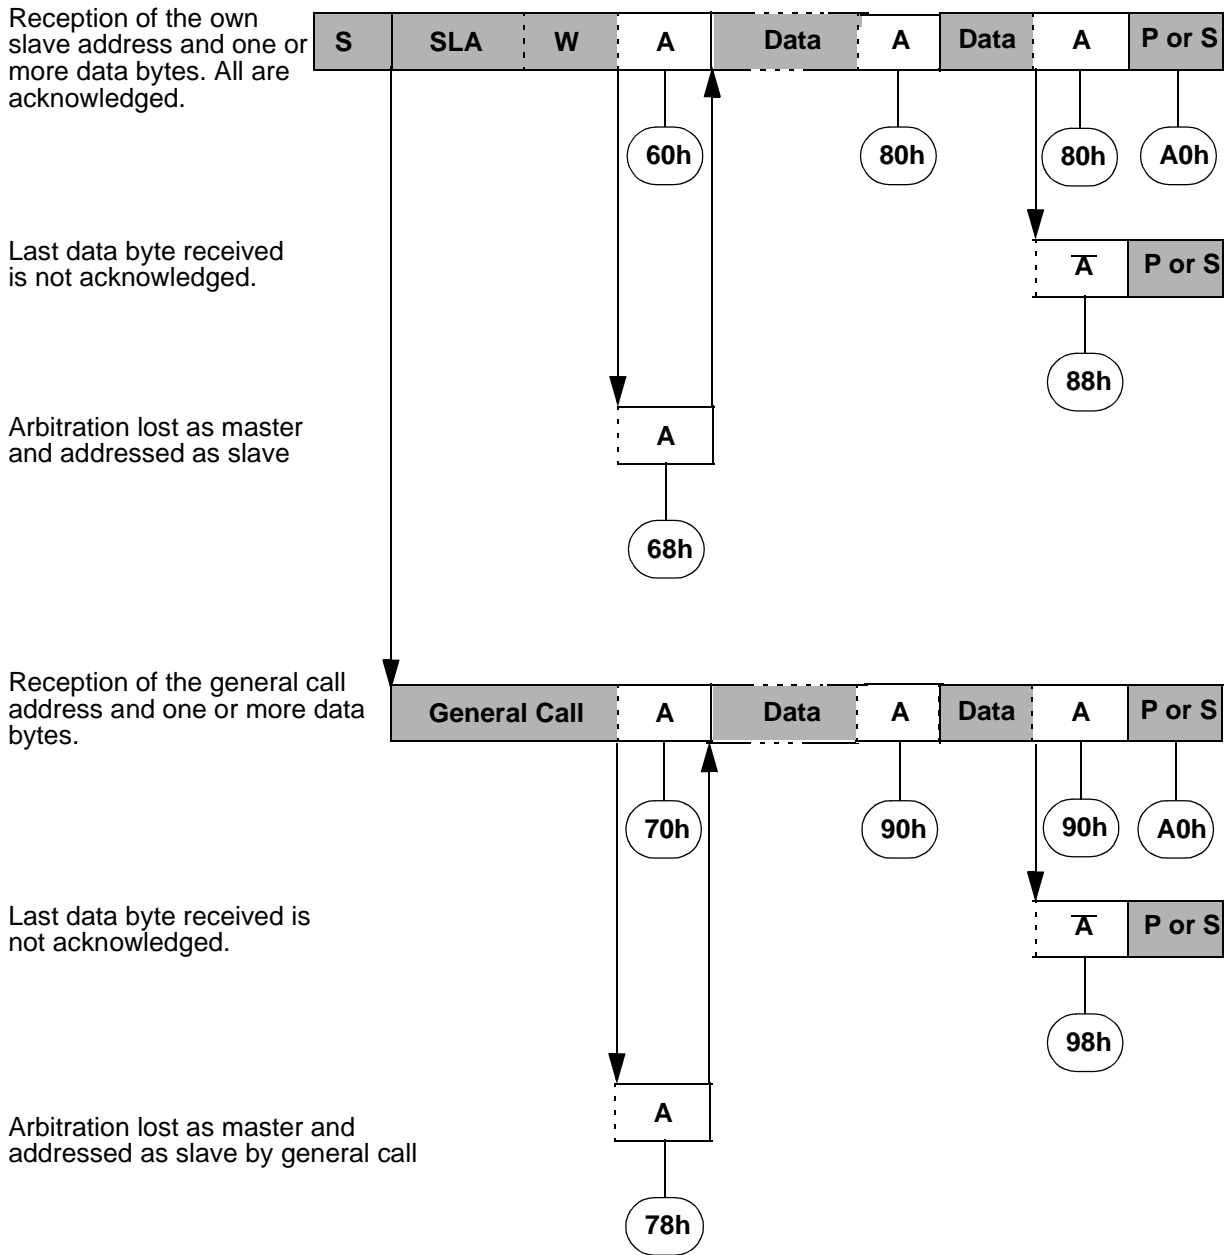 Reception of the own
slave address and one or
more data bytes. All are
acknowledged.
S SLA W A Data A Data A P or S
60h 80h 80h A0h
Last data byte received
is not acknowledged.
A̅ P or S
88h
Arbitration lost as master
and addressed as slave
A
68h
Reception of the general call
address and one or more data
bytes.
General Call A Data A Data A P or S
70h 90h 90h A0h
Last data byte received is
not acknowledged.
A̅ P or S
98h
Arbitration lost as master and
addressed as slave by general call
A
78h